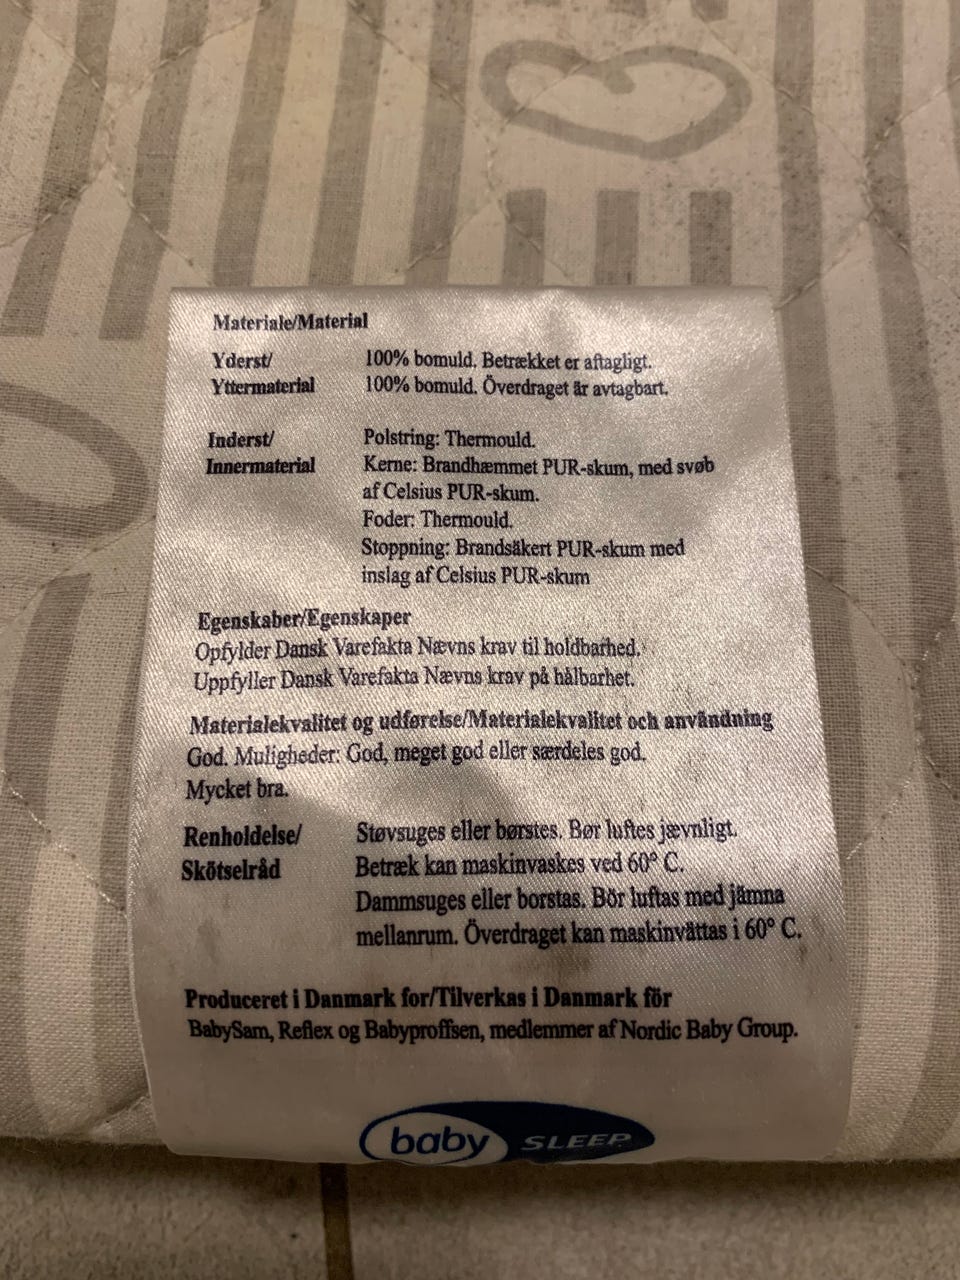 Materiale/Material
Yderst/ 100% bomuld. Betrækket er aftagligt.
Yttermaterial 100% bomuld. Överdraget är avtagbart.
Inderst/ Polstring: Thermould.
Innermaterial Kerne: Brandhæmmet PUR-skum, med svøb
af Celsius PUR-skum.
Foder: Thermould.
Stoppning: Brandsäkert PUR-skum med
inslag af Celsius PUR-skum
Egenskaber/Egenskaper
Opfylder Dansk Varefakta Nævns krav til holdbarhed.
Uppfyller Dansk Varefakta Nævns krav på hålbarhet.
Materialekvalitet og udførelse/Materialekvalitet och användning
God. Muligheder: God, meget god eller særdeles god.
Mycket bra.
Renholdelse/ Støvsuges eller børstes. Bør luftes jævnligt.
Skötselråd Betræk kan maskinvaskes ved 60° C.
Dammsuges eller borstas. Bör luftas med jämna
mellanrum. Överdraget kan maskinvättas i 60° C.
Produceret i Danmark for/Tilverkas i Danmark för
BabySam, Reflex og Babyproffsen, medlemmer af Nordic Baby Group.
baby SLEEP